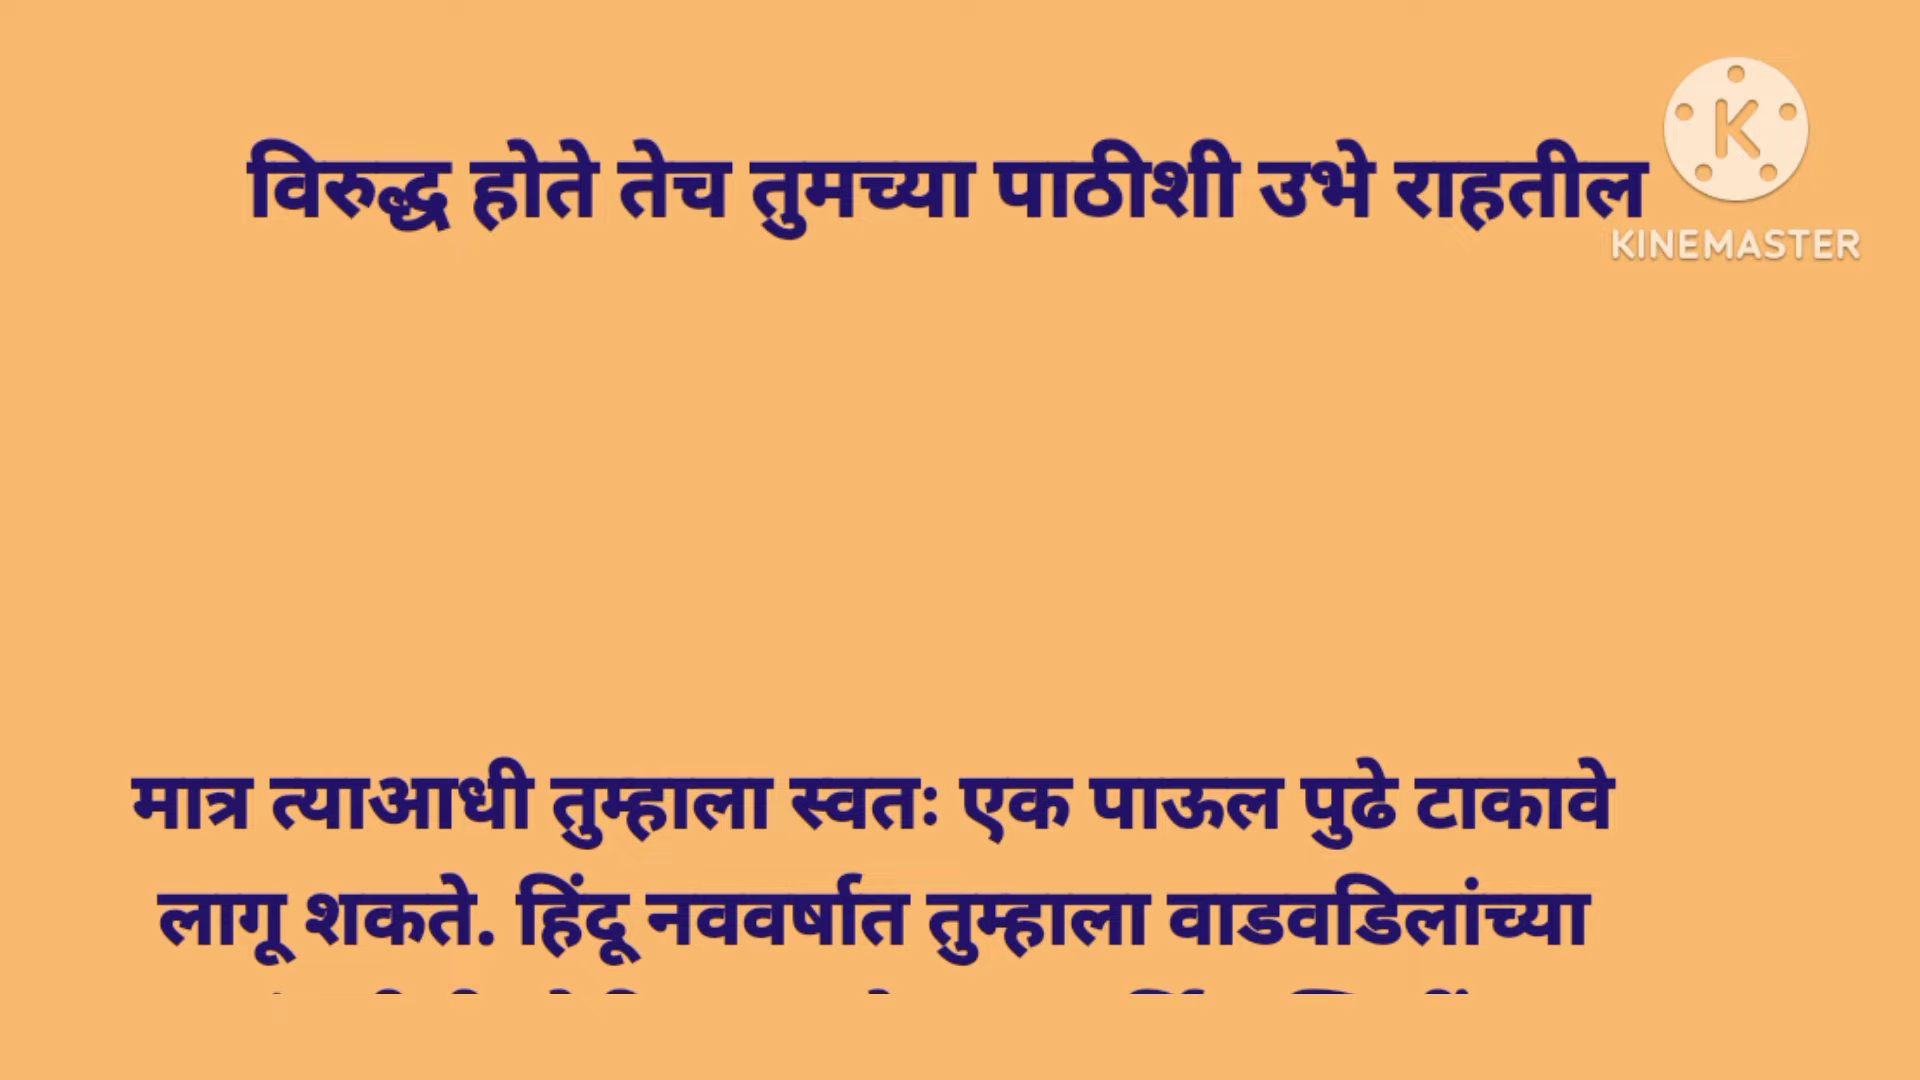 विरुद्ध होते तेच तुमच्या पाठीशी उभे राहतील
KINEMASTER
मात्र त्याआधी तुम्हाला स्वतः एक पाऊल पुढे टाकावे
लागू शकते. हिंदू नववर्षात तुम्हाला वाडवडिलांच्या